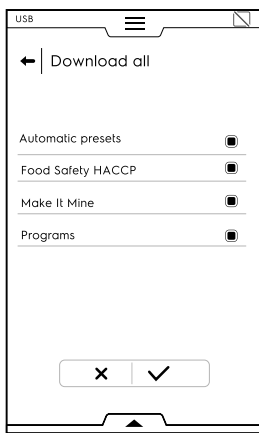 USB
Download all
Automatic presets
Food Safety HACCP
Make It Mine
Programs